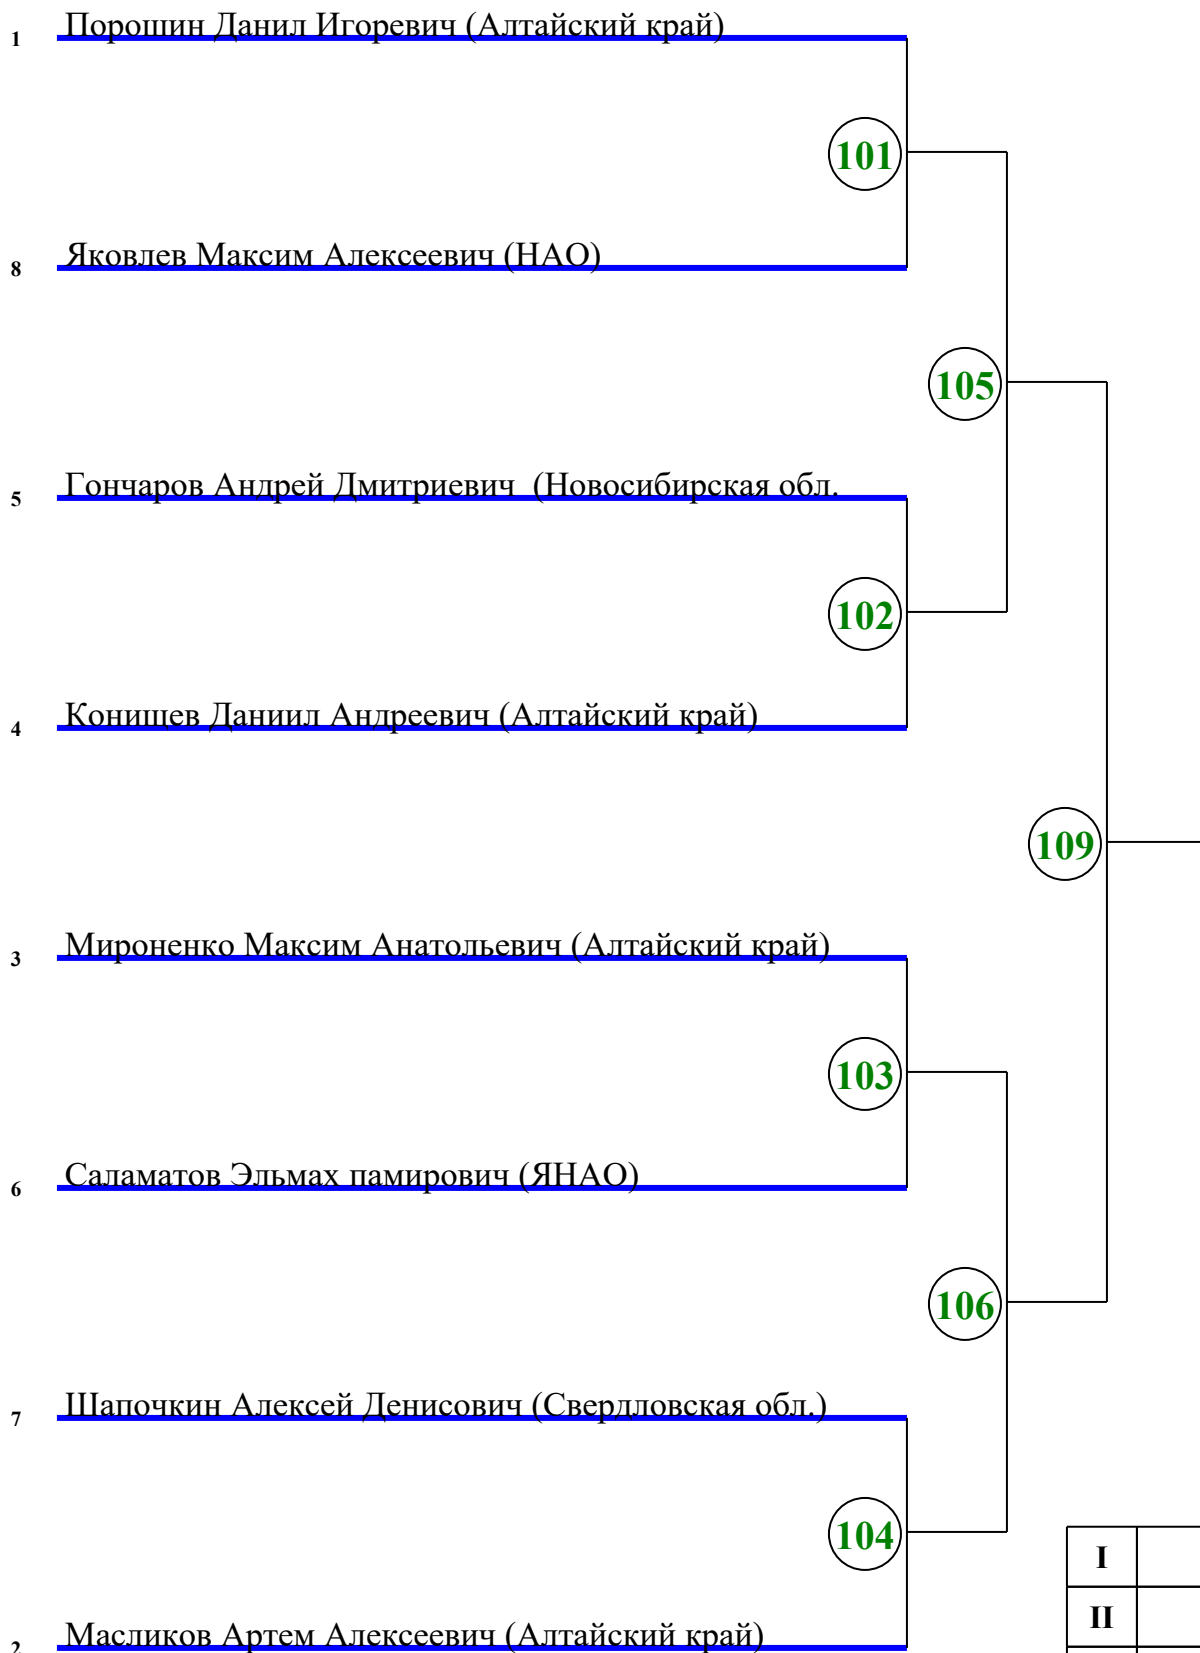 1 Порошин Данил Игоревич (Алтайский край)
101
8 Яковлев Максим Алексеевич (НАО)
105
5 Гончаров Андрей Дмитриевич (Новосибирская обл.
102
4 Конищев Даниил Андреевич (Алтайский край)
109
3 Мироненко Максим Анатольевич (Алтайский край)
103
6 Саламатов Эльмах памирович (ЯНАО)
106
7 Шапочкин Алексей Денисович (Свердловская обл.)
104
I
II
2 Масликов Артем Алексеевич (Алтайский край)